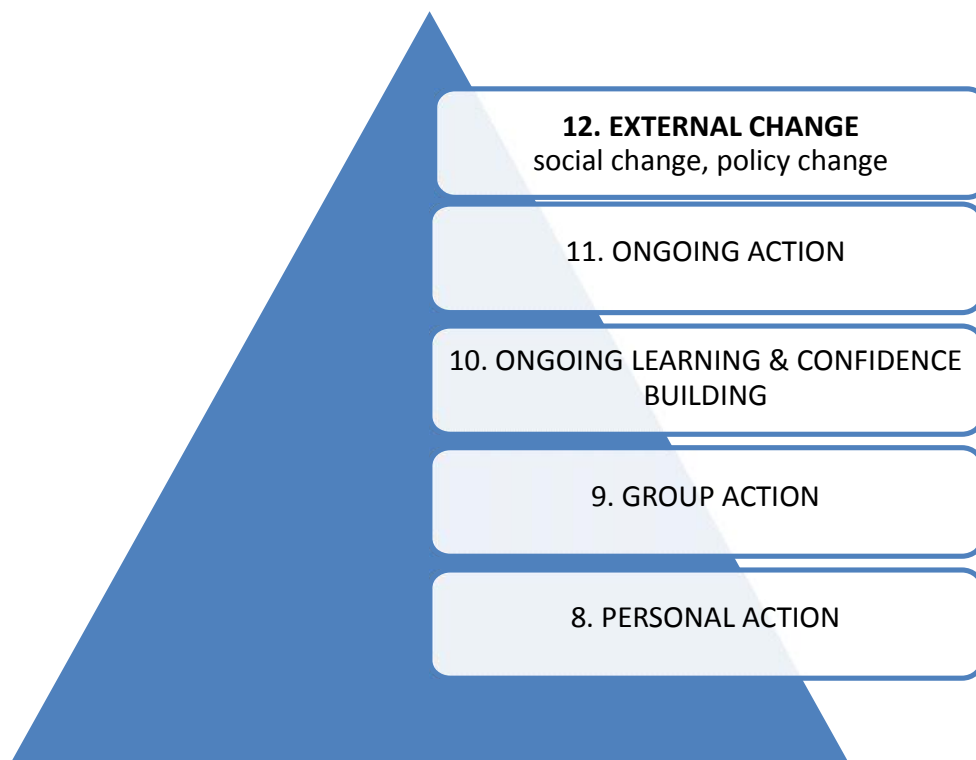 12. EXTERNAL CHANGE
social change, policy change
11. ONGOING ACTION
10. ONGOING LEARNING & CONFIDENCE
BUILDING
9. GROUP ACTION
8. PERSONAL ACTION